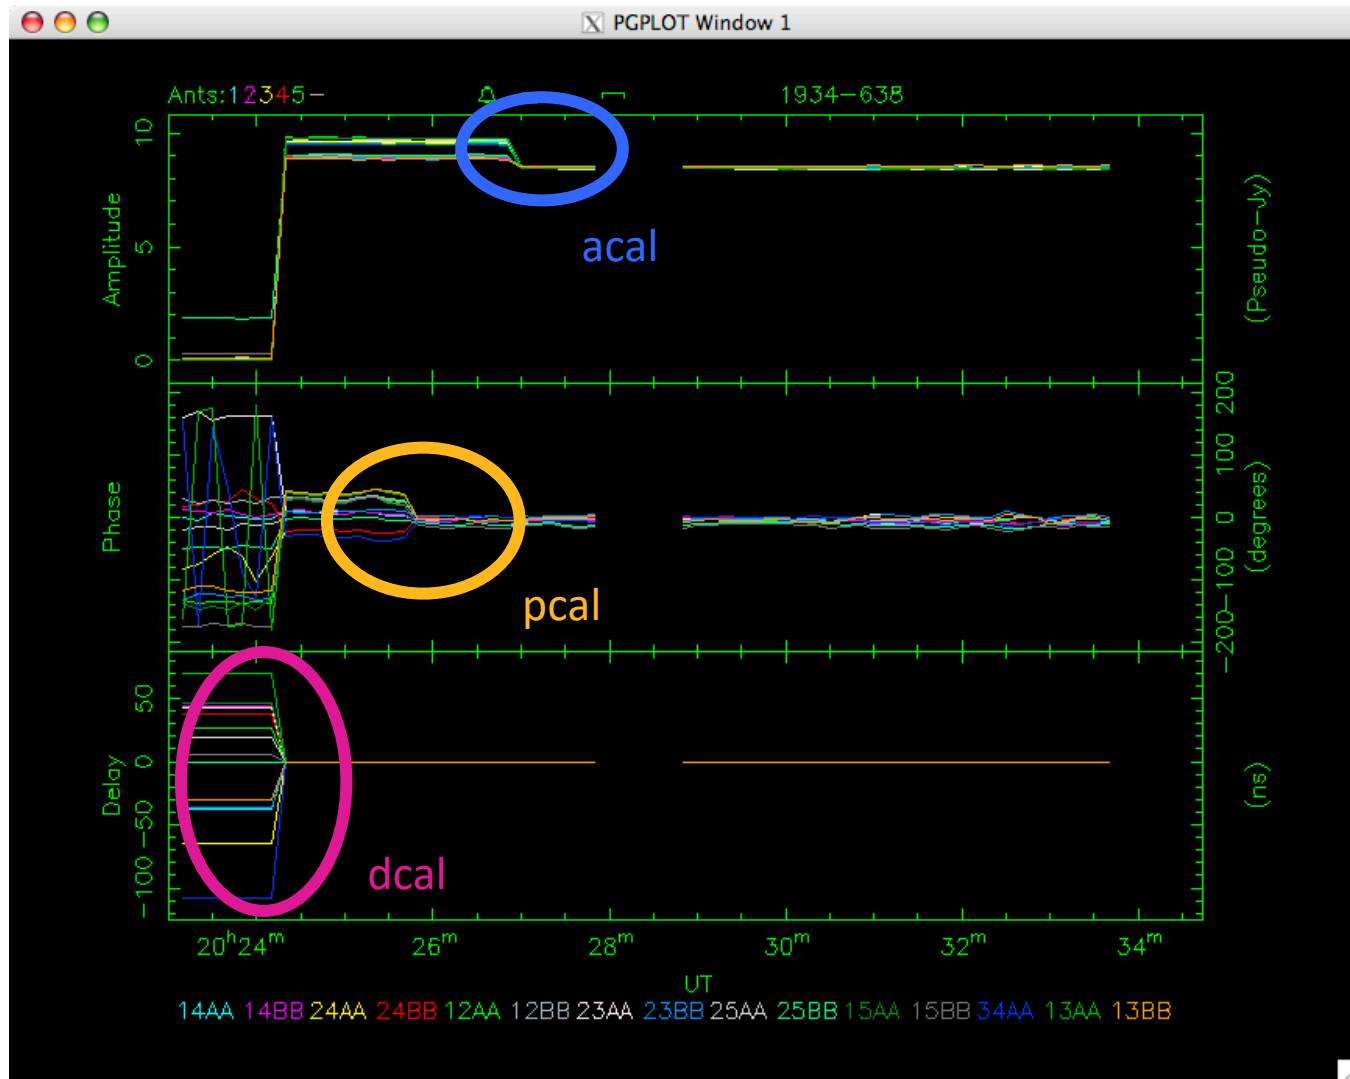 PGPLOT Window 1
Ants:12345- 1934-638
10
5
0
Amplitude
(Pseudo-Jy)
acal
200
100
0
-100
-200
Phase
(degrees)
pcal
50
0
-50
-100
Delay
(ns)
dcal
20h24m 26m 28m 30m 32m 34m
UT
14AA 14BB 24AA 24BB 12AA 12BB 23AA 23BB 25AA 25BB 15AA 15BB 34AA 13AA 13BB